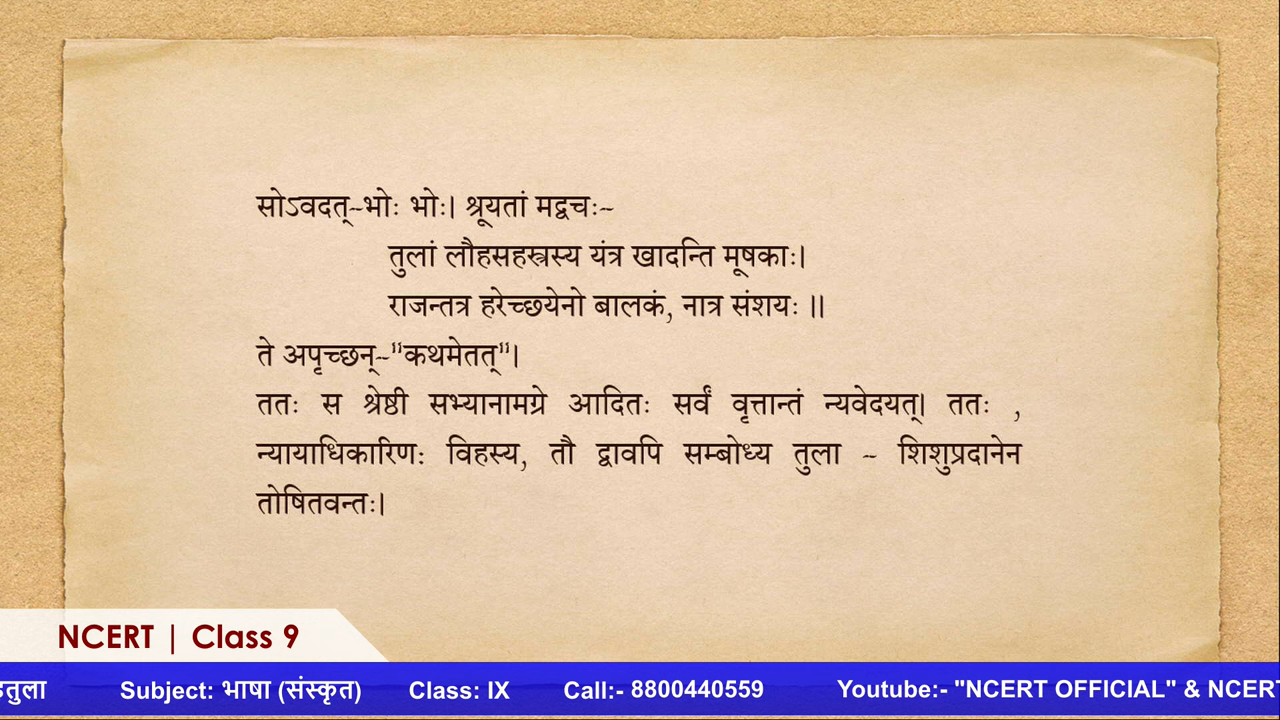 सोऽवदत्~भोः भोः। श्रूयतां मद्वचः~
तुलां लौहसहस्त्रस्य यंत्र खादन्ति मूषकाः।
राजन्तत्र हरेच्छयेनो बालकं, नात्र संशयः ॥
ते अपृच्छन्~"कथमेतत्"।
ततः स श्रेष्ठी सभ्यानामग्रे आदितः सर्वं वृत्तान्तं न्यवेदयत्। ततः ,
न्यायाधिकारिणः विहस्य, तौ द्वावपि सम्बोध्य तुला ~ शिशुप्रदानेन
तोषितवन्तः।
NCERT | Class 9
तुला Subject: भाषा (संस्कृत) Class: IX Call:- 8800440559 Youtube:- "NCERT OFFICIAL" & NCERT